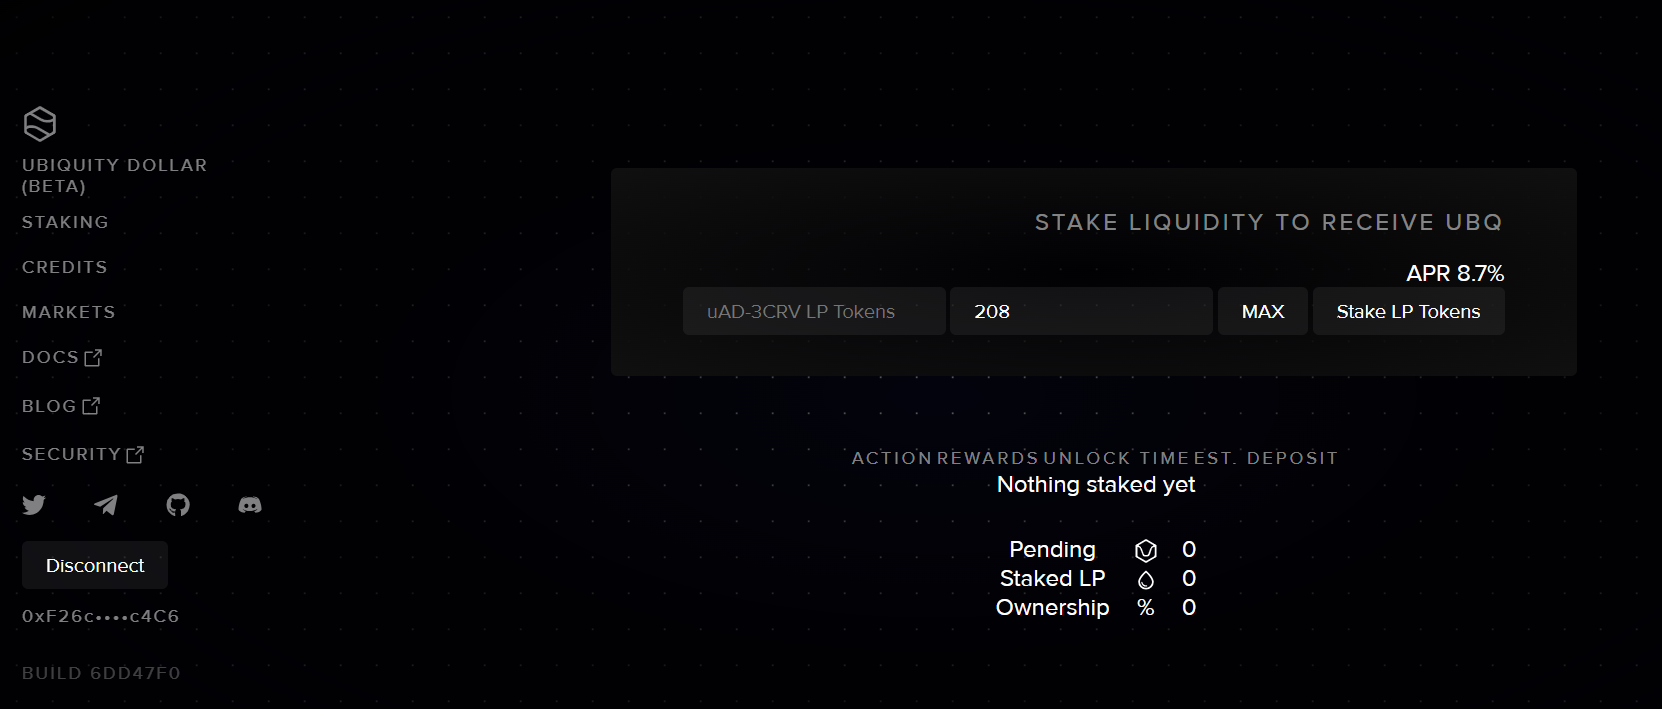 UBIQUITY DOLLAR
(BETA)
STAKING
CREDITS
MARKETS
DOCS
BLOG
SECURITY
Disconnect
0xF26c••••c4C6
BUILD 6DD47F0
STAKE LIQUIDITY TO RECEIVE UBQ
APR 8.7%
uAD-3CRV LP Tokens 208 MAX Stake LP Tokens
ACTION REWARDS UNLOCK TIME EST. DEPOSIT
Nothing staked yet
Pending 0
Staked LP 0
Ownership % 0